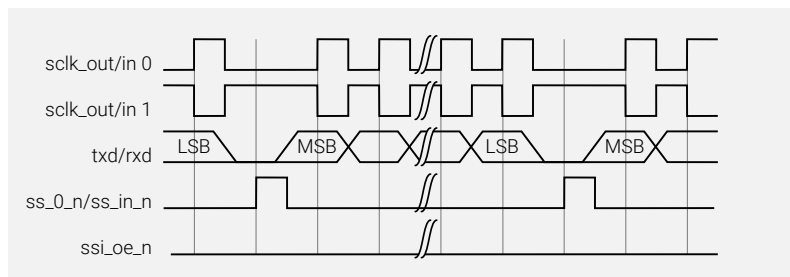 sclk_out/in 0
sclk_out/in 1
txd/rxd LSB MSB LSB MSB
ss_0_n/ss_in_n
ssi_oe_n